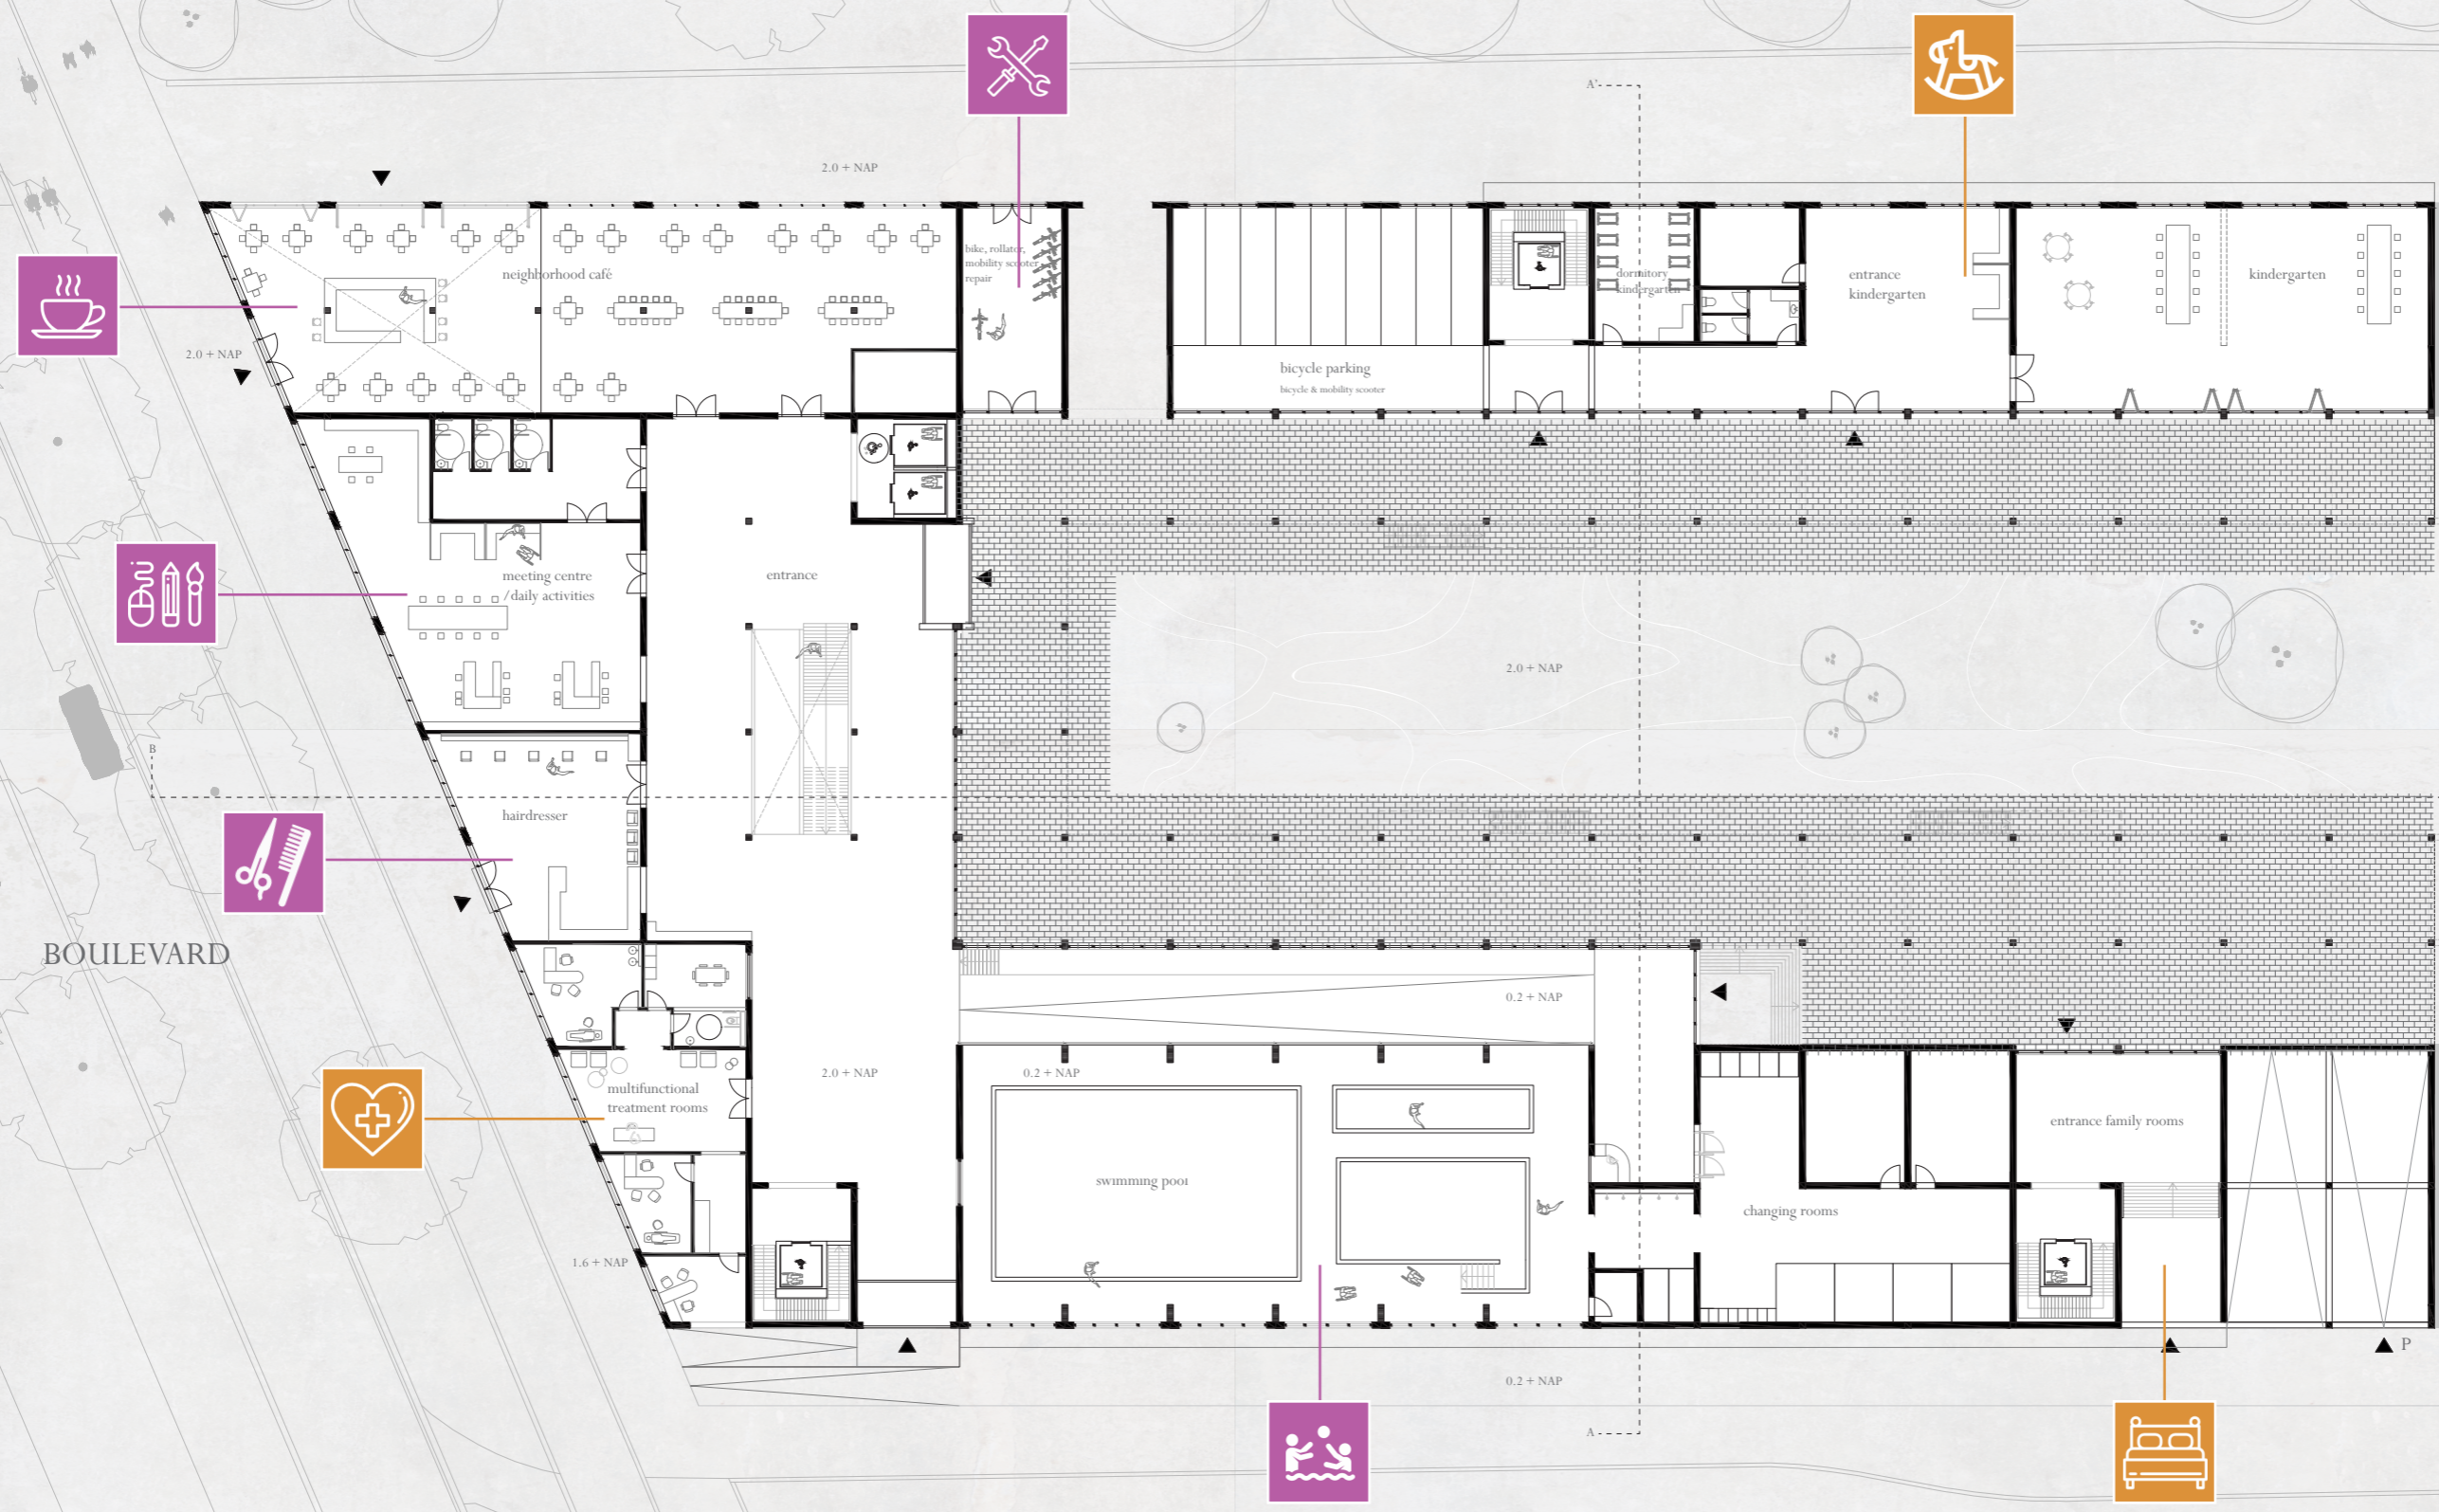 A'
2.0 + NAP
neighborhood café
bike, rollator,
mobility scooter
repair
dormitory
kindergarten
entrance
kindergarten
kindergarten
2.0 + NAP
bicycle parking
bicycle & mobility scooter
meeting centre
/daily activities
entrance
2.0 + NAP
B
hairdresser
BOULEVARD
0.2 + NAP
multifunctional
treatment rooms
2.0 + NAP
0.2 + NAP
entrance family rooms
swimming pool
changing rooms
1.6 + NAP
P
0.2 + NAP
A